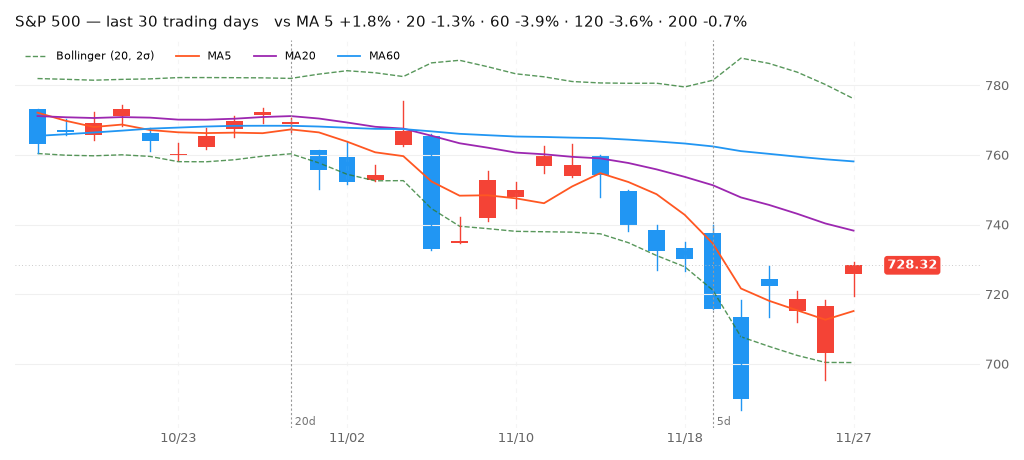 S&P 500 — last 30 trading days   vs MA 5 +1.8% · 20 -1.3% · 60 -3.9% · 120 -3.6% · 200 -0.7%
Bollinger (20, 2σ)   MA5   MA20   MA60
780
760
740
728.32
720
700
20d   5d
10/23   11/02   11/10   11/18   11/27